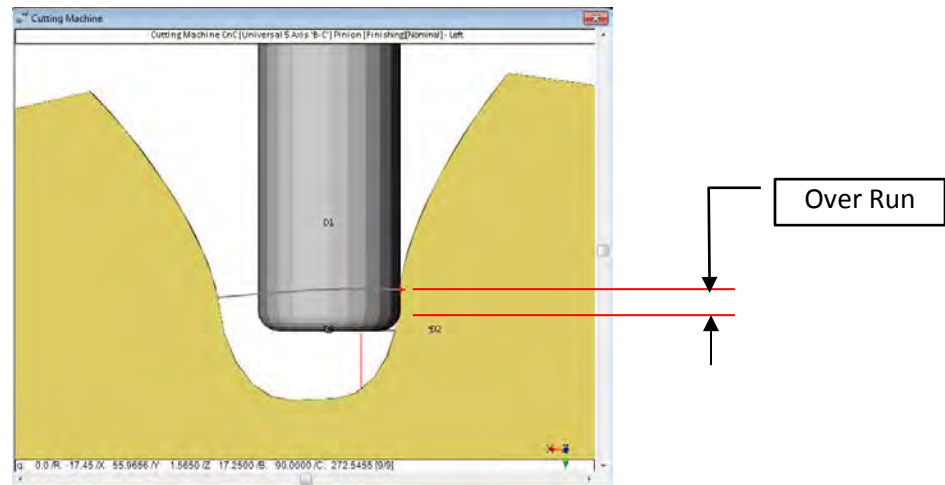 Cutting Machine
Cutting Machine CnC [Universal 5 Axis 'B-C'] Pinion [Finishing][Nominal] - Left
Over Run
D1
D2
q: 0.0 /R: -17.45 /X 55.9656 /Y 1.5650 /Z 17.2500 /B: 90.0000 /C: 272.5455 [9/9]